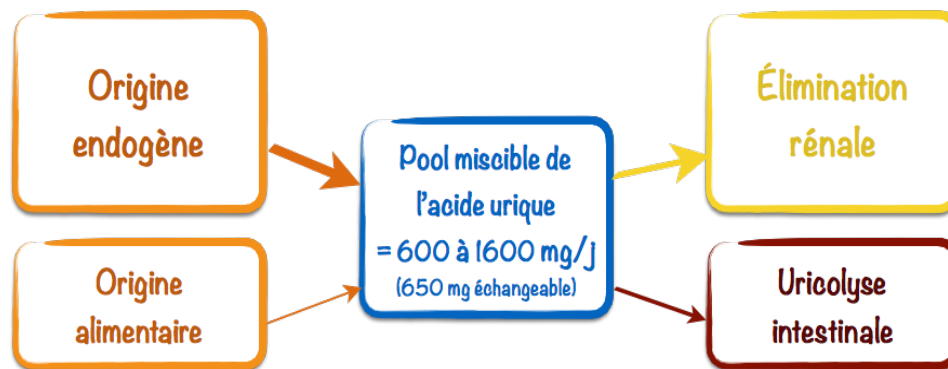 Origine
endogène
Origine
alimentaire
Pool miscible de
l'acide urique
= 600 à 1600 mg/j
(650 mg échangeable)
Élimination
rénale
Uricolyse
intestinale